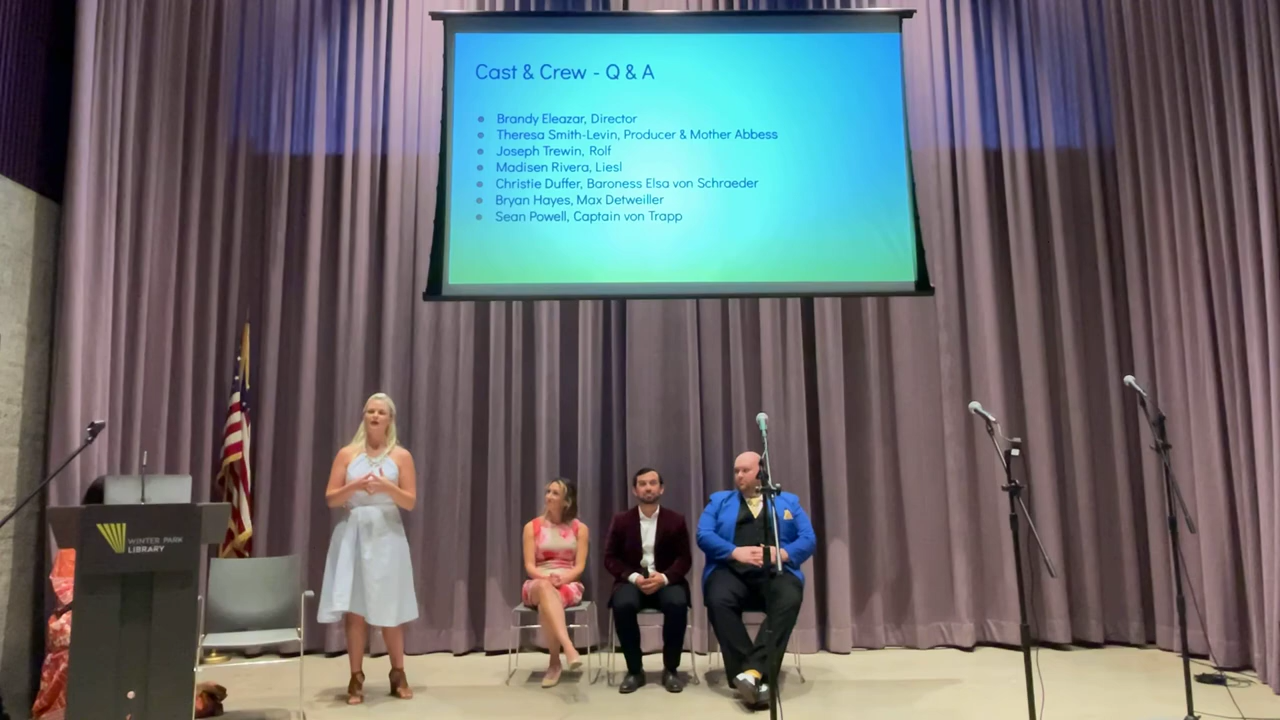 Cast & Crew - Q & A
Brandy Eleazar, Director
Theresa Smith-Levin, Producer & Mother Abbess
Joseph Trewin, Rolf
Madisen Rivera, Liesl
Christie Duffer, Baroness Elsa von Schraeder
Bryan Hayes, Max Detweiller
Sean Powell, Captain von Trapp
WINTER PARK
LIBRARY